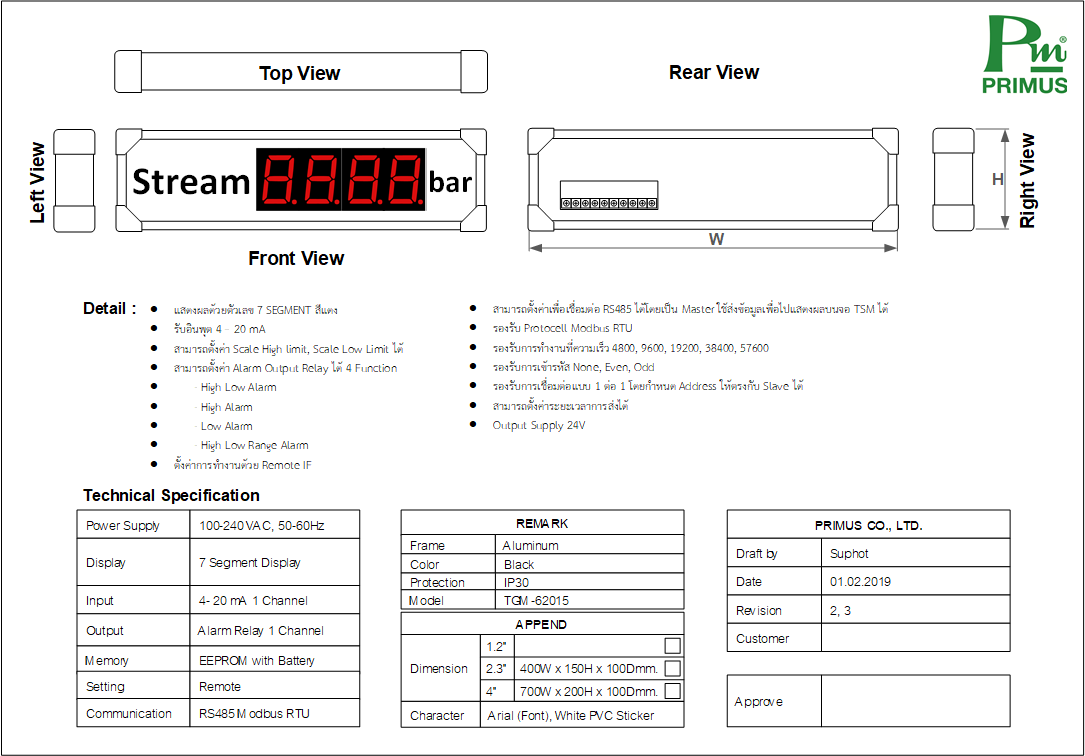 Pm®
PRIMUS
Top View
Rear View
Left View
Stream 8.8.8.8. bar
H
Right View
W
Front View
Detail :
● แสดงผลด้วยตัวเลข 7 SEGMENT สีแดง
● รับอินพุต 4 - 20 mA
● สามารถตั้งค่า Scale High limit, Scale Low Limit ได้
● สามารถตั้งค่า Alarm Output Relay ได้ 4 Function
● - High Low Alarm
● - High Alarm
● - Low Alarm
● - High Low Range Alarm
● ตั้งค่าการทำงานด้วย Remote IF
● สามารถตั้งค่าเพื่อเชื่อมต่อ RS485 ได้โดยเป็น Master ใช้ส่งข้อมูลเพื่อไปแสดงผลบนจอ TSM ได้
● รองรับ Protocell Modbus RTU
● รองรับการทำงานที่ความเร็ว 4800, 9600, 19200, 38400, 57600
● รองรับการเข้ารหัส None, Even, Odd
● รองรับการเชื่อมต่อแบบ 1 ต่อ 1 โดยกำหนด Address ให้ตรงกับ Slave ได้
● สามารถตั้งค่าระยะเวลาการส่งได้
● Output Supply 24V
Technical Specification
Power Supply 100-240 VAC, 50-60Hz
Display 7 Segment Display
Input 4- 20 mA 1 Channel
Output Alarm Relay 1 Channel
Memory EEPROM with Battery
Setting Remote
Communication RS485 Modbus RTU
REMARK
Frame Aluminum
Color Black
Protection IP30
Model TGM-62015
APPEND
Dimension
1.2"
2.3" 400W x 150H x 100Dmm.
4" 700W x 200H x 100Dmm.
Character Arial (Font), White PVC Sticker
PRIMUS CO., LTD.
Draft by Suphot
Date 01.02.2019
Revision 2, 3
Customer
Approve